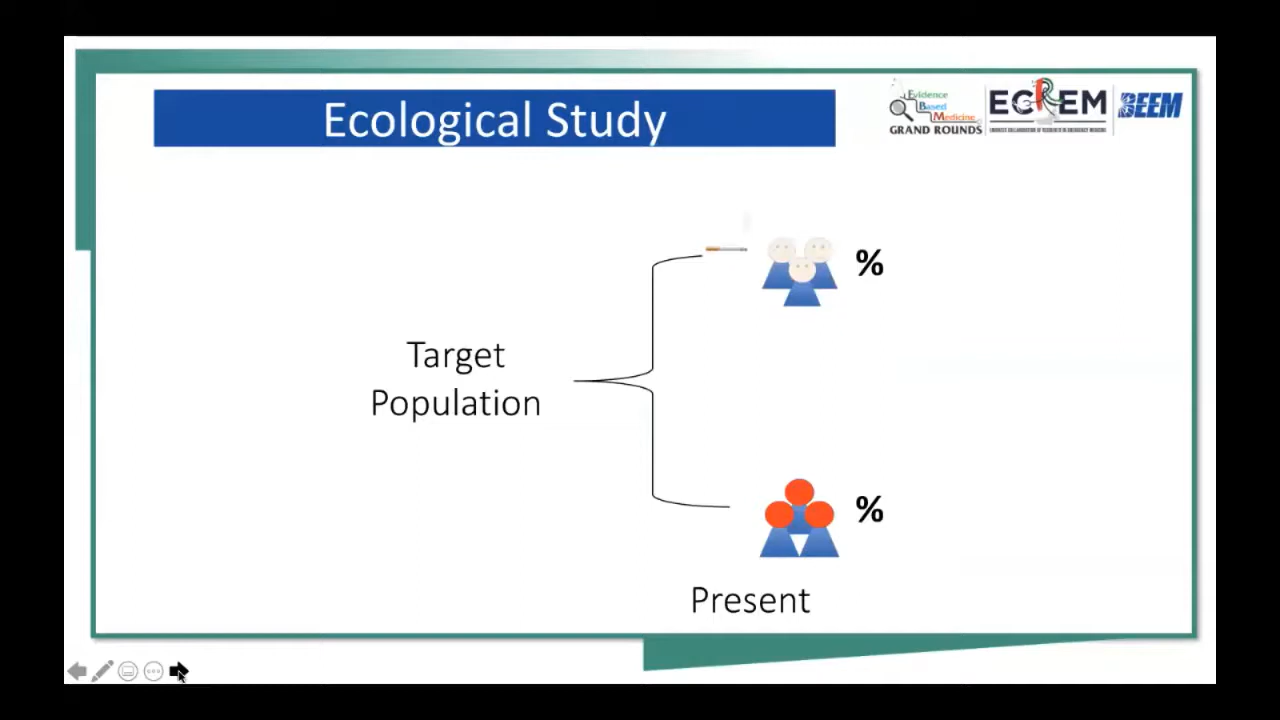 Ecological Study
Evidence
Based
Medicine
GRAND ROUNDS
ECREM
BEEM
%
Target
Population
%
Present